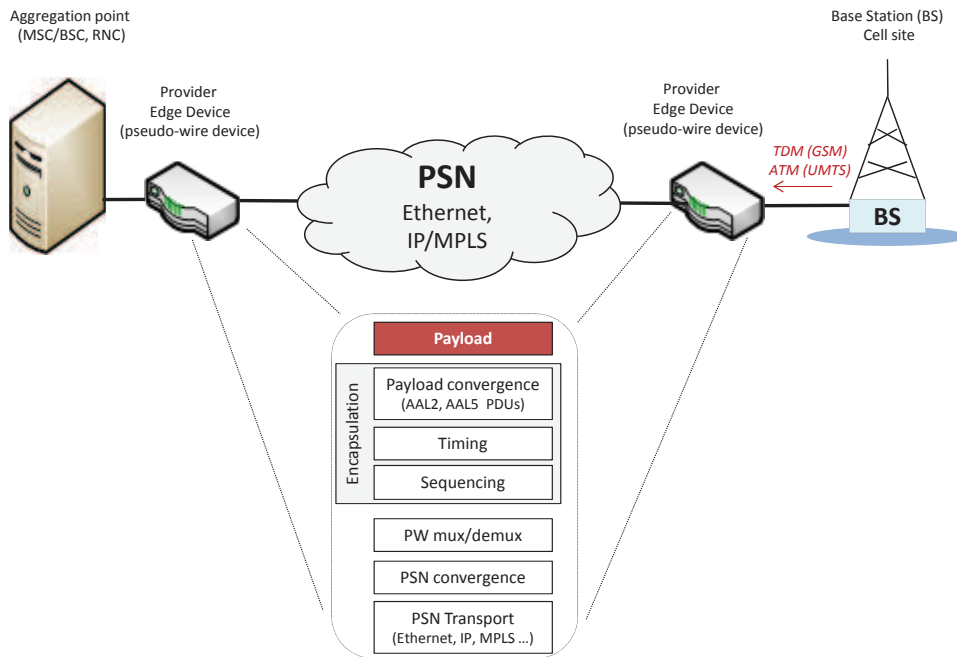 Aggregation point
(MSC/BSC, RNC)
Base Station (BS)
Cell site
Provider
Edge Device
(pseudo-wire device)
Provider
Edge Device
(pseudo-wire device)
TDM (GSM)
ATM (UMTS)
PSN
Ethernet,
IP/MPLS
BS
Payload
Encapsulation
Payload convergence
(AAL2, AAL5 PDUs)
Timing
Sequencing
PW mux/demux
PSN convergence
PSN Transport
(Ethernet, IP, MPLS ...)